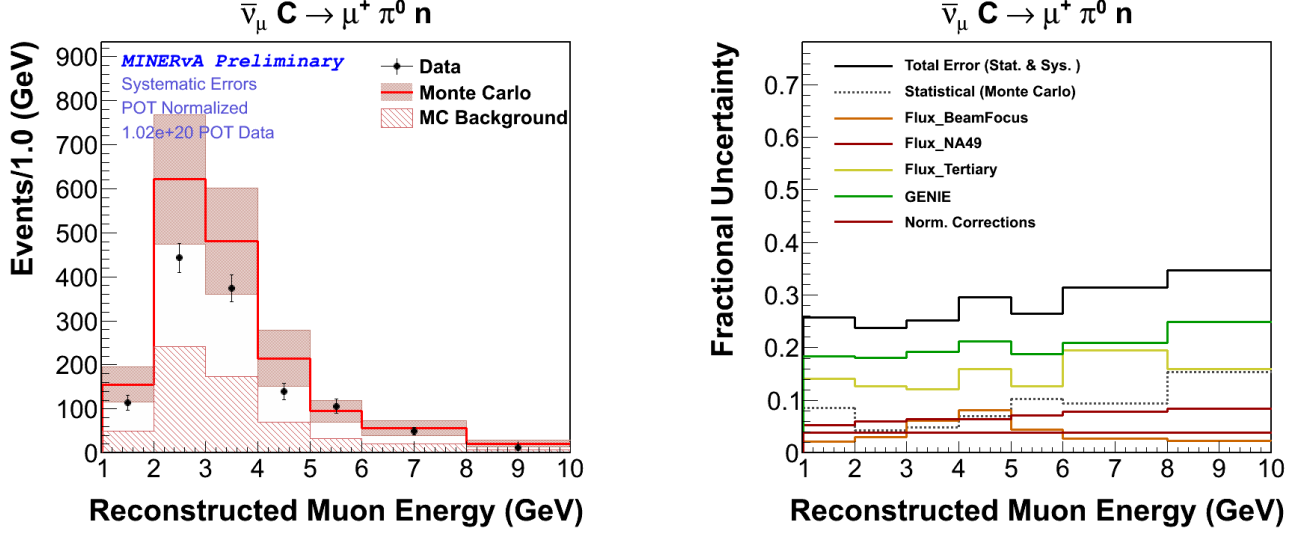 ν̄μ C → μ+ π0 n
Events/1.0 (GeV)
900
800
700
600
500
400
300
200
100
0
MINERvA Preliminary
Systematic Errors
POT Normalized
1.02e+20 POT Data
Data
Monte Carlo
MC Background
1 2 3 4 5 6 7 8 9 10
Reconstructed Muon Energy (GeV)
ν̄μ C → μ+ π0 n
Fractional Uncertainty
0.7
0.6
0.5
0.4
0.3
0.2
0.1
0
Total Error (Stat. & Sys. )
Statistical (Monte Carlo)
Flux_BeamFocus
Flux_NA49
Flux_Tertiary
GENIE
Norm. Corrections
1 2 3 4 5 6 7 8 9 10
Reconstructed Muon Energy (GeV)